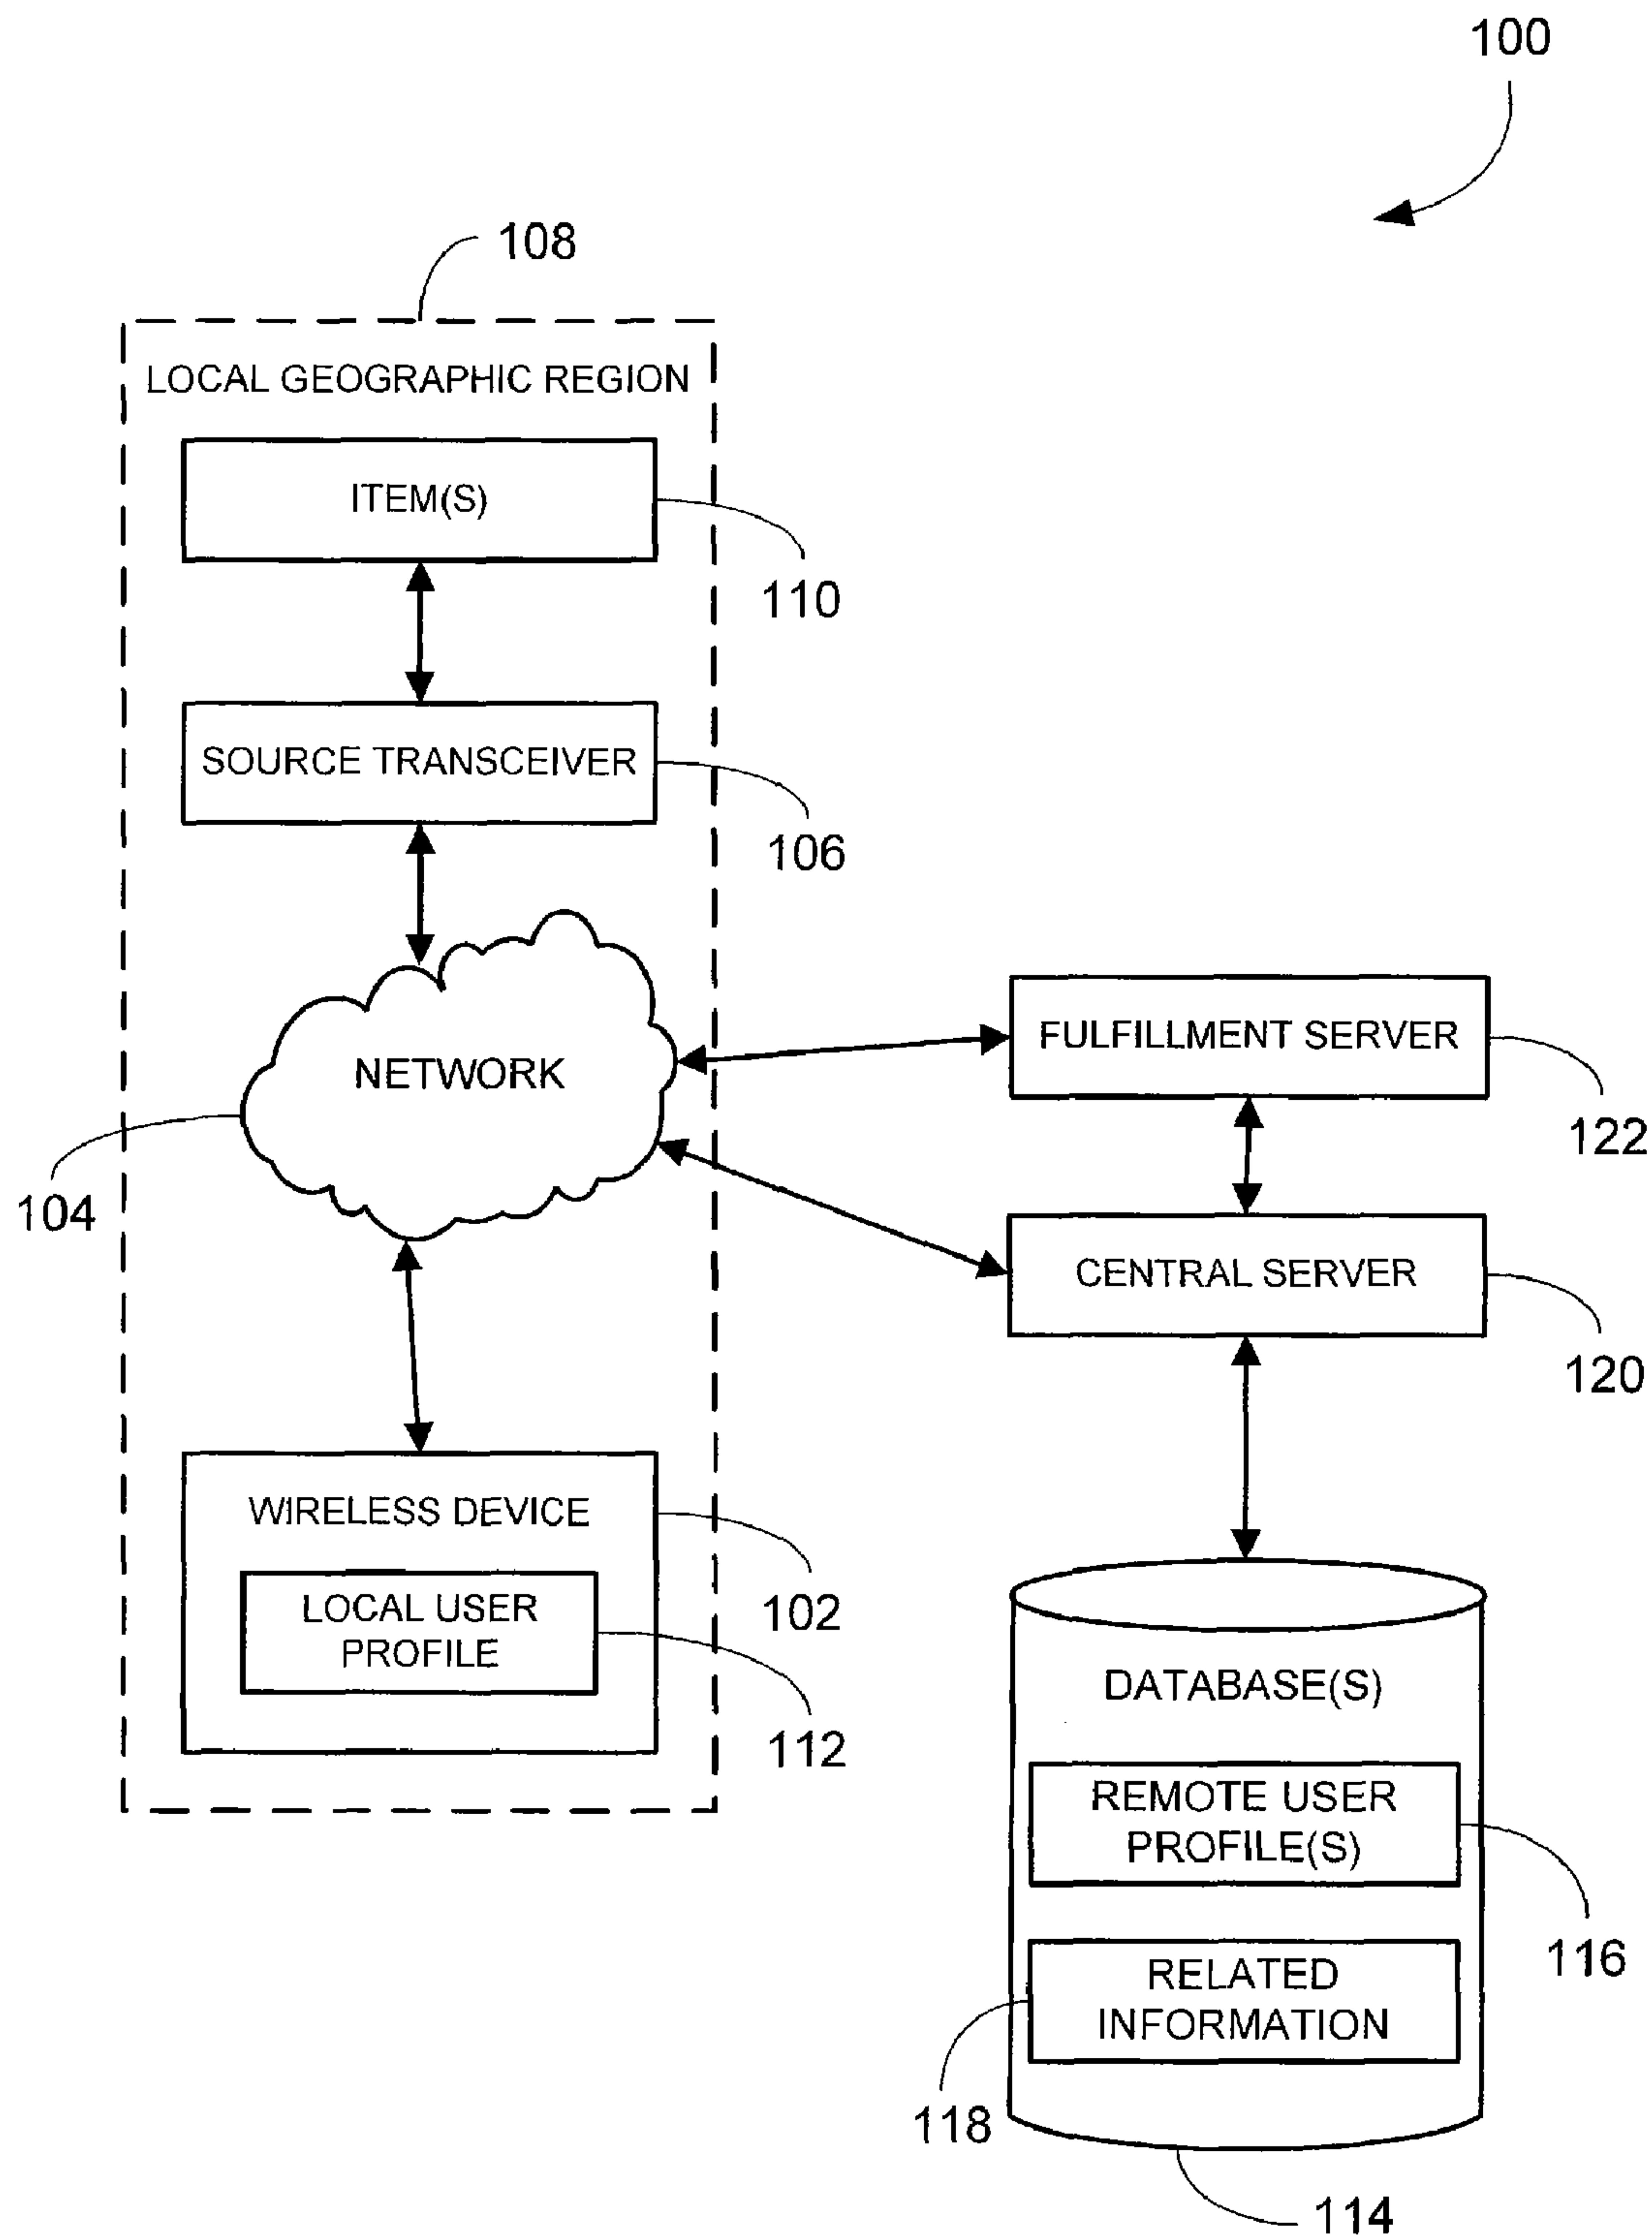 100
108
LOCAL GEOGRAPHIC REGION
ITEM(S)
110
SOURCE TRANSCEIVER
106
NETWORK
104
FULFILLMENT SERVER
122
CENTRAL SERVER
120
WIRELESS DEVICE
102
LOCAL USER
PROFILE
112
DATABASE(S)
REMOTE USER
PROFILE(S)
116
RELATED
INFORMATION
118
114